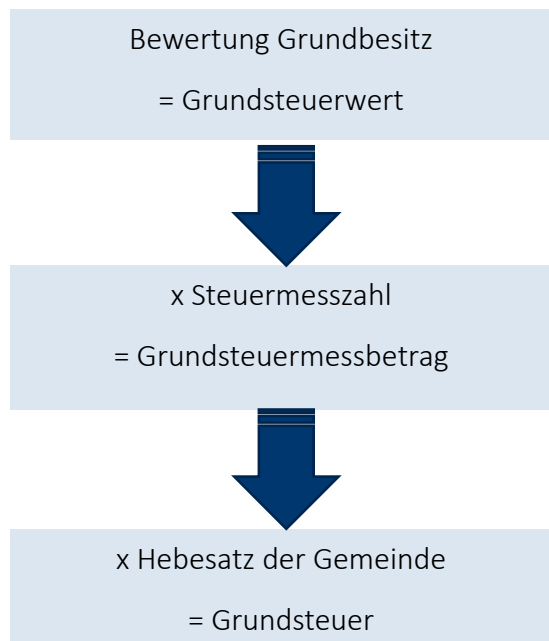 Bewertung Grundbesitz
= Grundsteuerwert
x Steuermesszahl
= Grundsteuermessbetrag
x Hebesatz der Gemeinde
= Grundsteuer